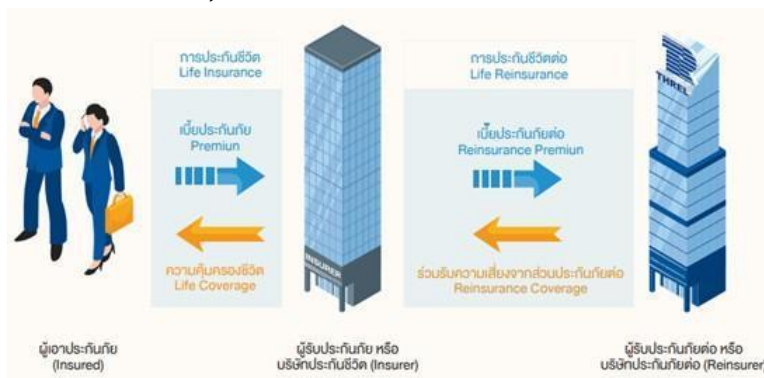 การประกันชีวิต
Life Insurance
เบี้ยประกันภัย
Premiun
ความคุ้มครองชีวิต
Life Coverage
INSURER
การประกันชีวิตต่อ
Life Reinsurance
เบี้ยประกันภัยต่อ
Reinsurance Premiun
ร่วมรับความเสี่ยงจากส่วนประกันภัยต่อ
Reinsurance Coverage
THREL
ผู้เอาประกันภัย
(Insured)
ผู้รับประกันภัย หรือ
บริษัทประกันชีวิต (Insurer)
ผู้รับประกันภัยต่อ หรือ
บริษัทประกันภัยต่อ (Reinsurer)